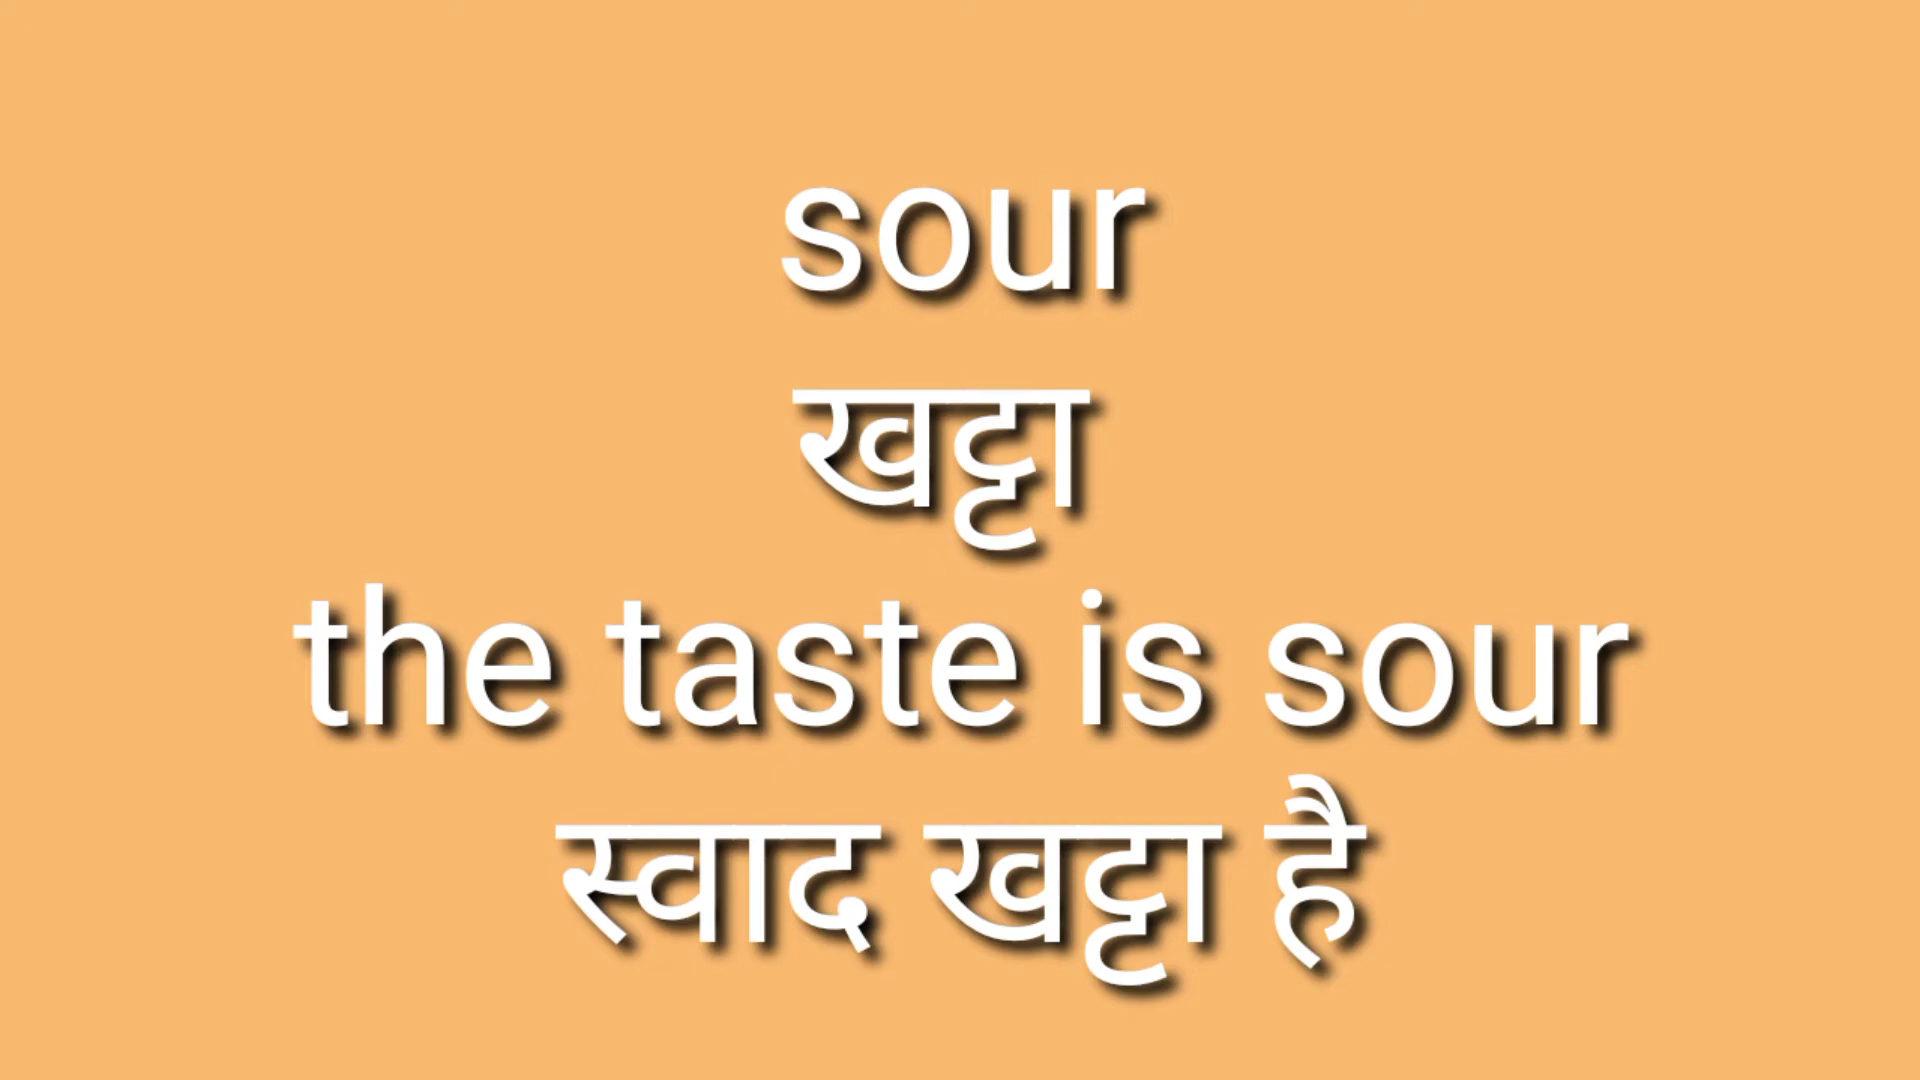 sour
खट्टा
the taste is sour
स्वाद खट्टा है